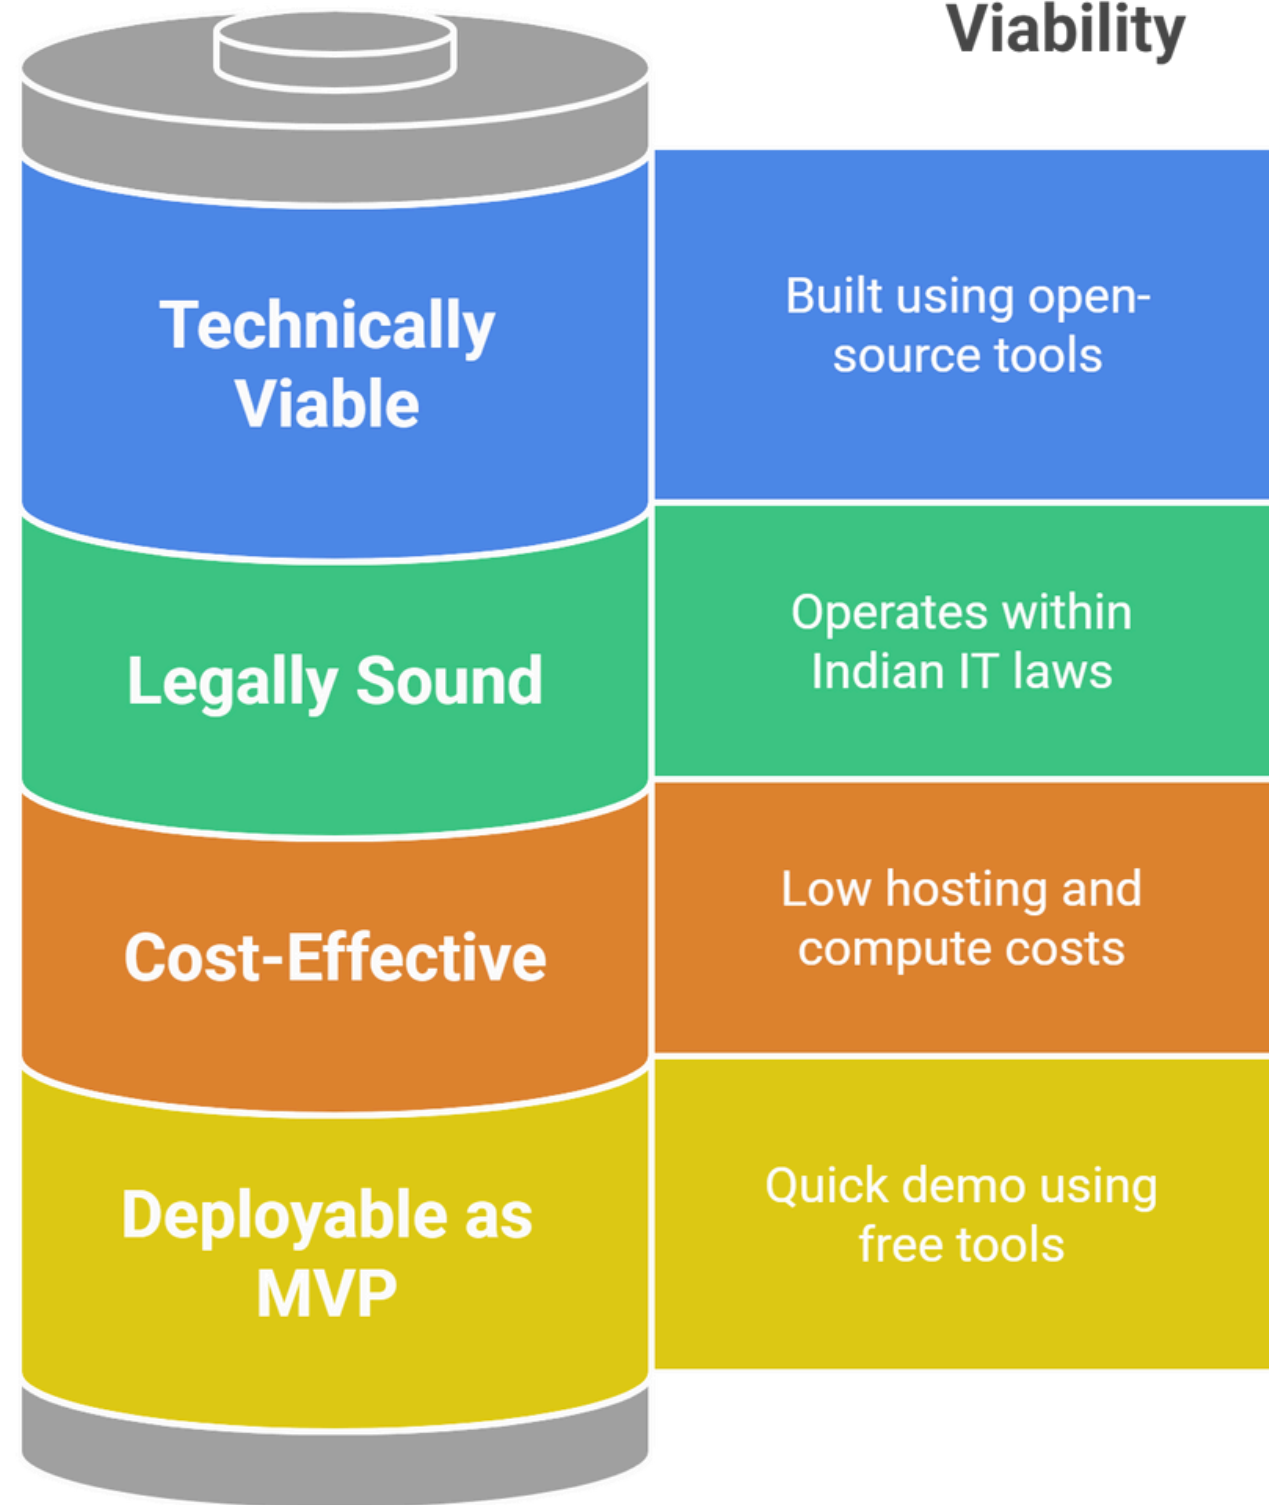 Viability
Technically
Viable
Built using open-
source tools
Legally Sound
Operates within
Indian IT laws
Cost-Effective
Low hosting and
compute costs
Deployable as
MVP
Quick demo using
free tools